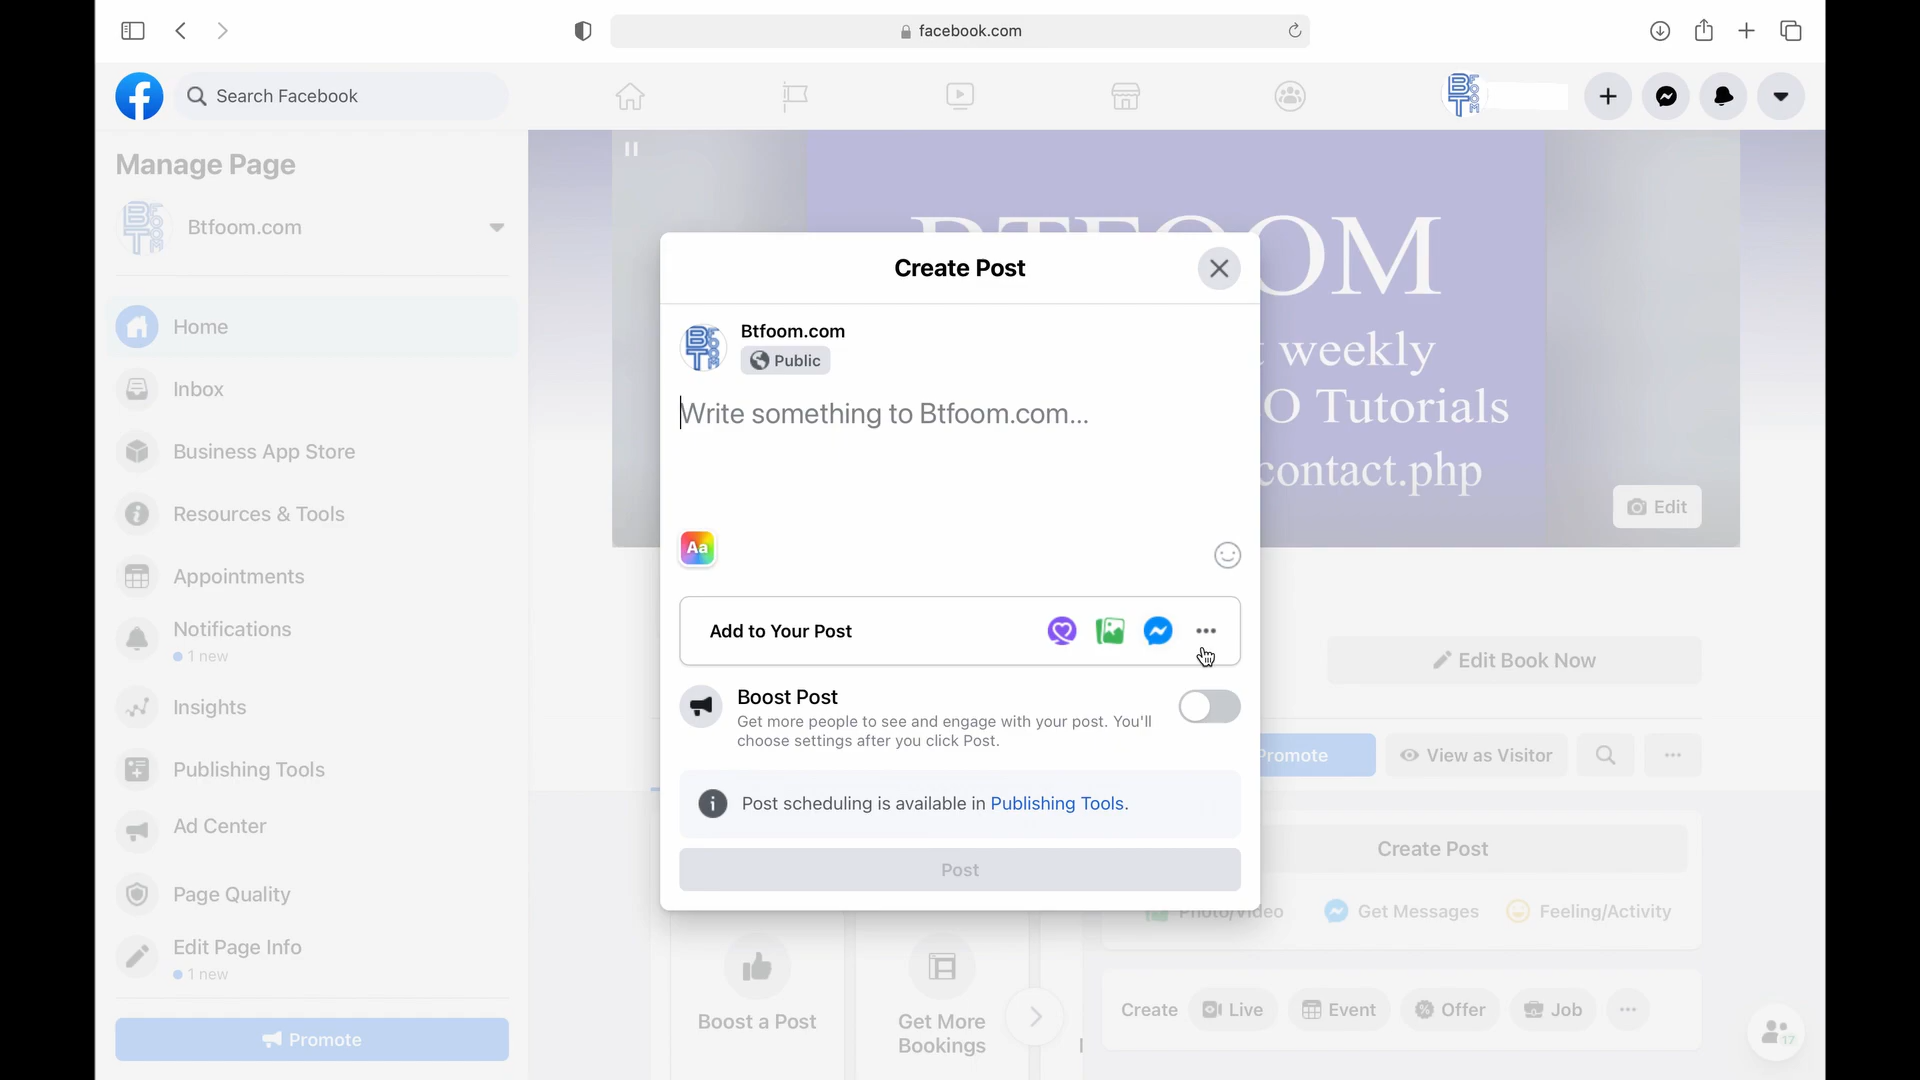 facebook.com
Search Facebook
Manage Page
Btfoom.com
Home
Inbox
Business App Store
Resources & Tools
Appointments
Notifications
1 new
Insights
Publishing Tools
Ad Center
Page Quality
Edit Page Info
1 new
Promote
BTFOOM
weekly
O Tutorials
contact.php
Edit
Create Post
Btfoom.com
Public
Write something to Btfoom.com...
Aa
Add to Your Post
Boost Post
Get more people to see and engage with your post. You'll
choose settings after you click Post.
Post scheduling is available in Publishing Tools.
Post
Edit Book Now
Promote
View as Visitor
Create Post
Photo/Video
Get Messages
Feeling/Activity
Boost a Post
Get More
Bookings
Create
Live
Event
Offer
Job
17